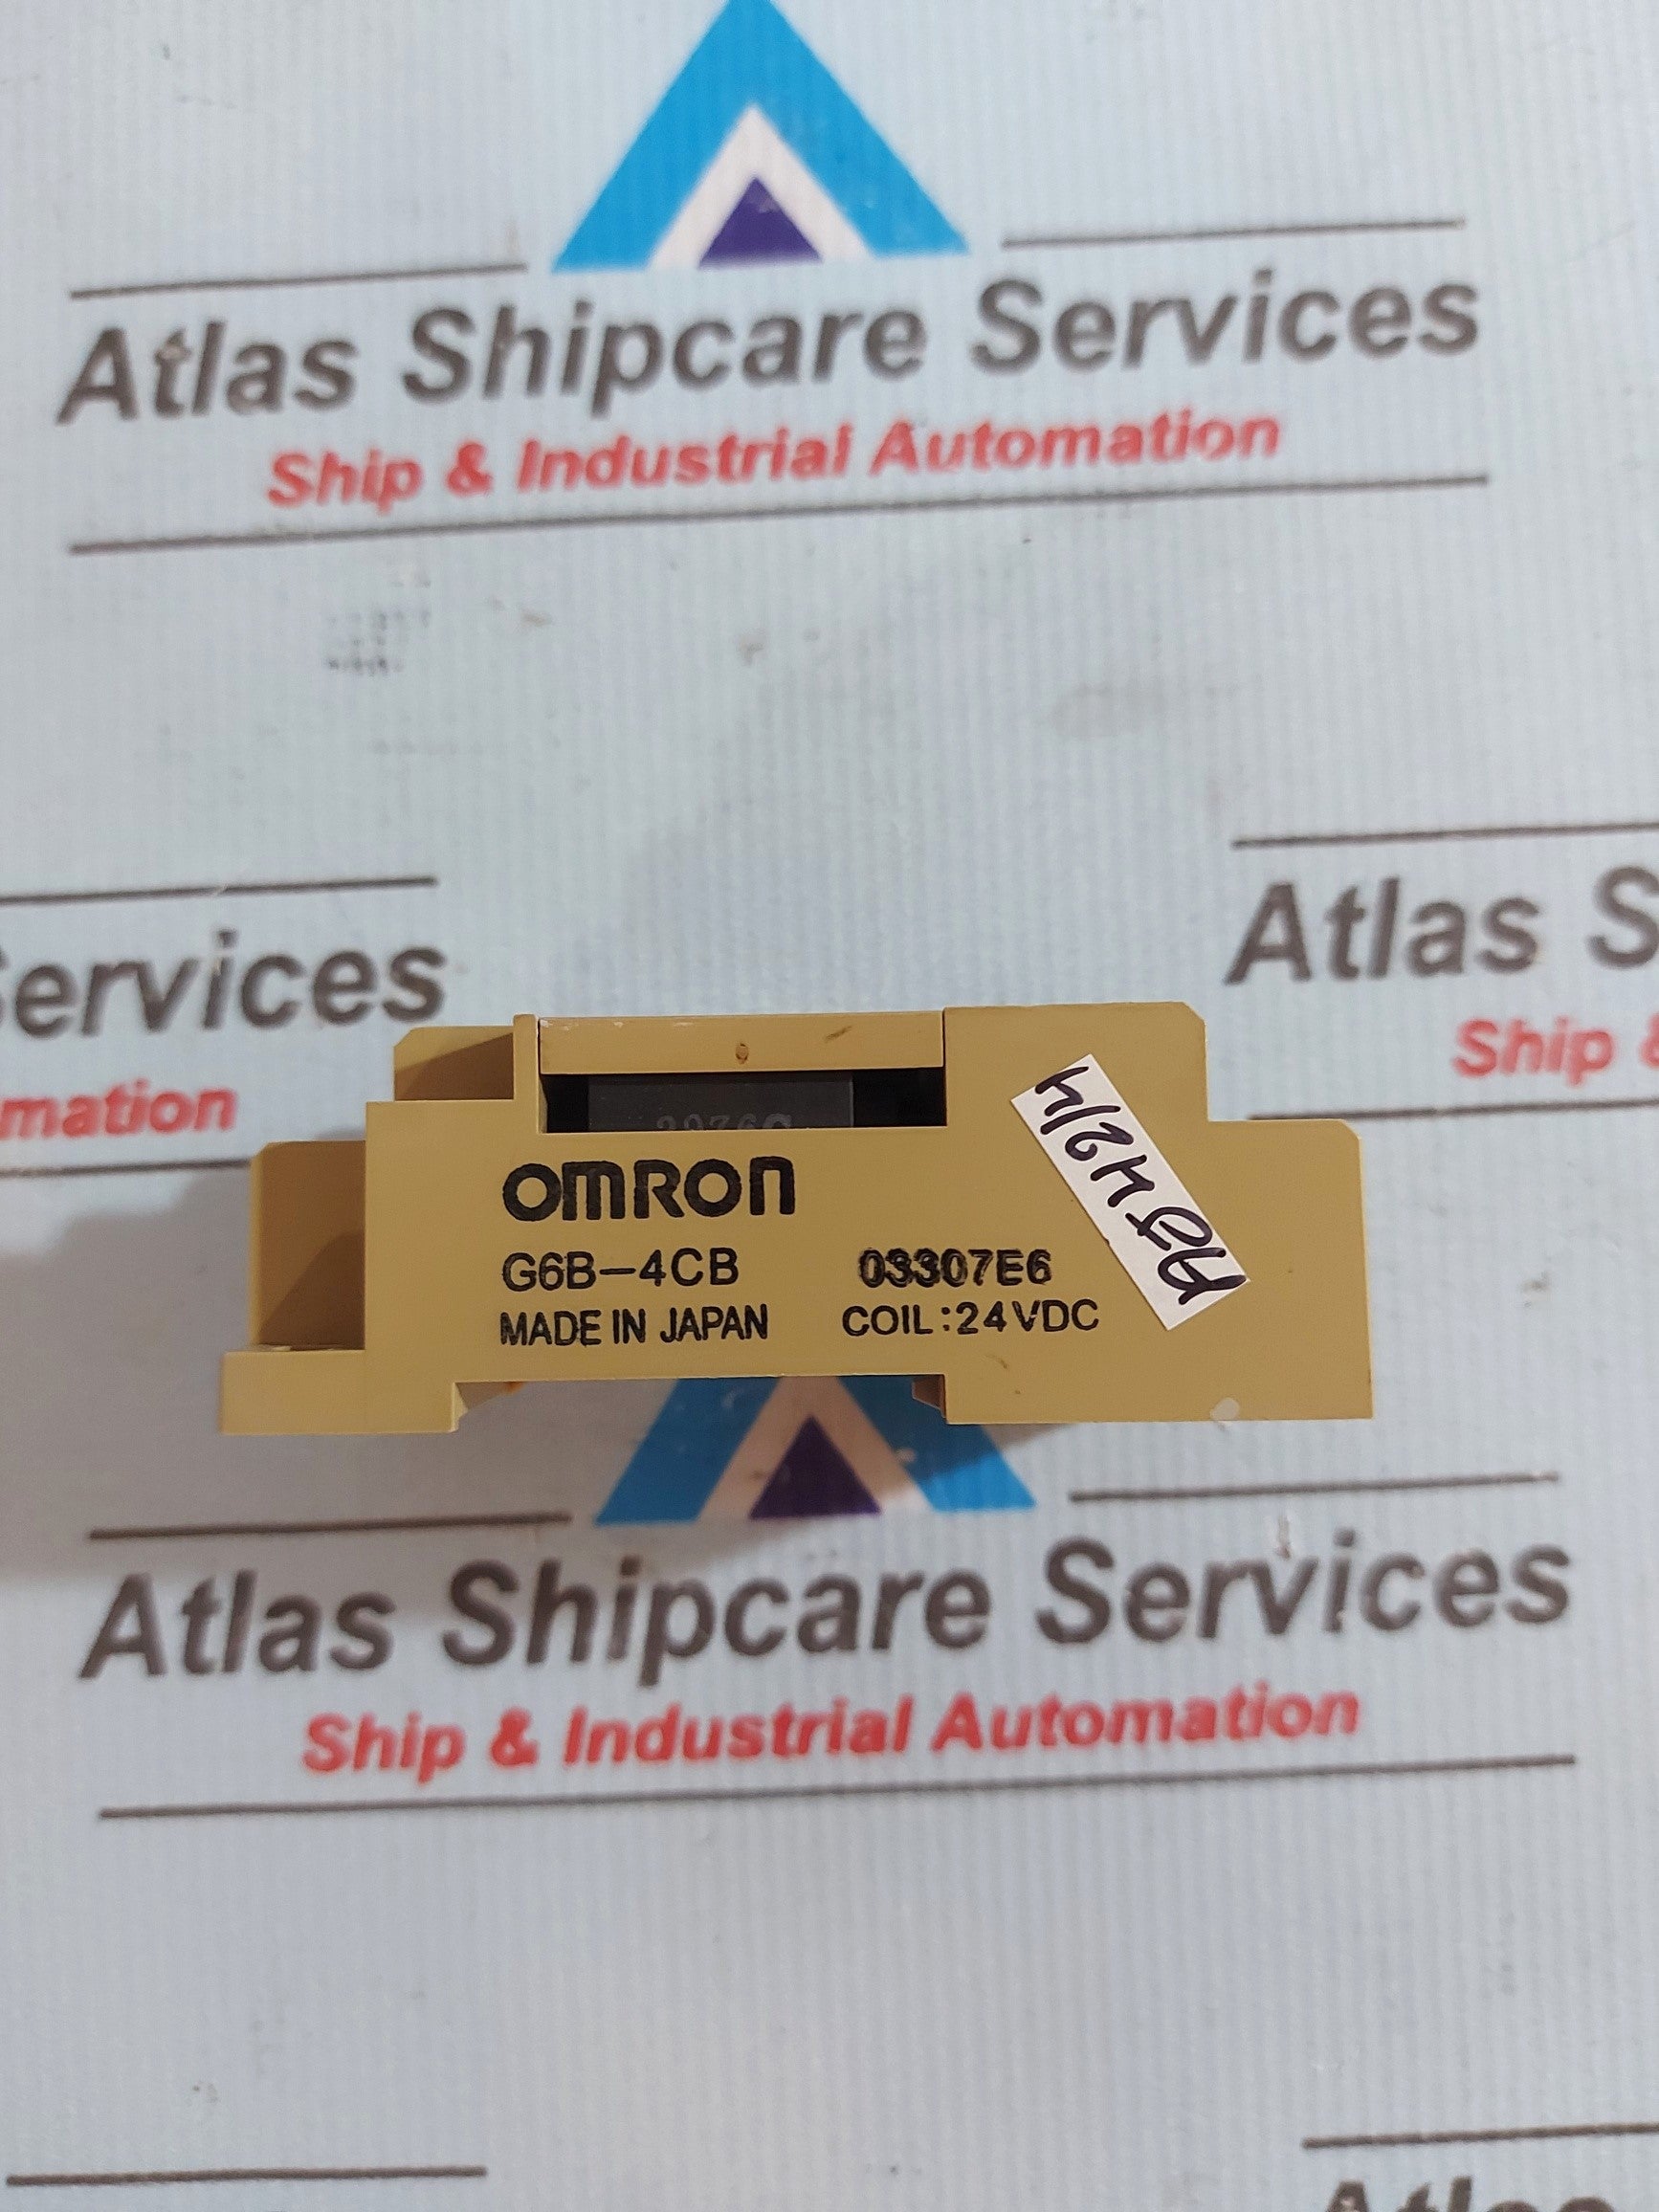 Atlas Shipcare Services
Ship & Industrial Automation
Services
mation
Atlas S
Ship &
OMRON
G6B-4CB 03307E6
MADE IN JAPAN COIL:24VDC
Atlas Shipcare Services
Ship & Industrial Automation
Atlas